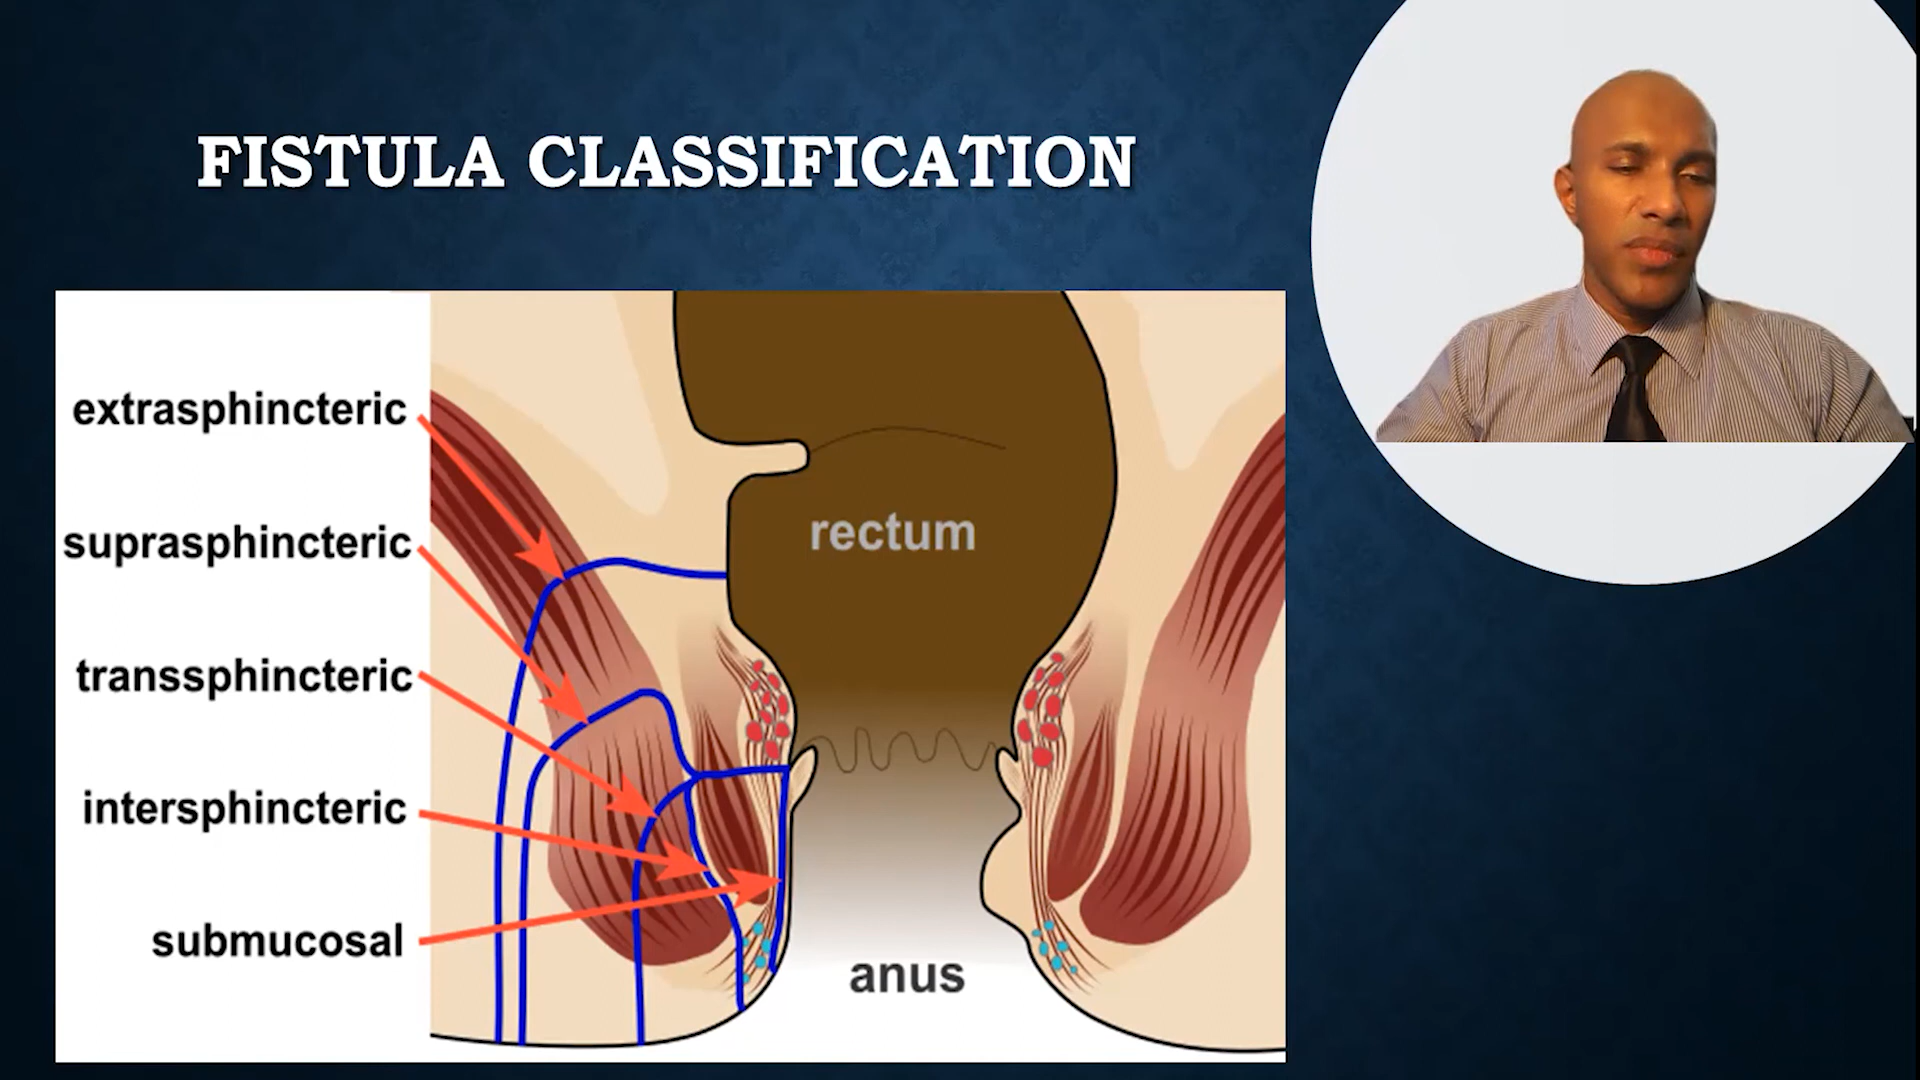 FISTULA CLASSIFICATION
extrasphincteric
suprasphincteric
rectum
transsphincteric
intersphincteric
submucosal
anus